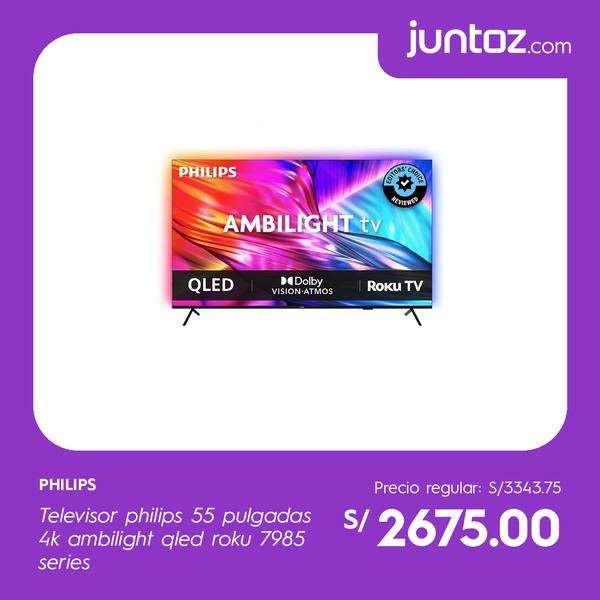 juntoz.com
PHILIPS
EDITORS' CHOICE
REVIEWED
AMBILIGHT tv
QLED
Dolby
VISION·ATMOS
Roku TV
PHILIPS
Televisor philips 55 pulgadas
4k ambilight qled roku 7985
series
Precio regular: S/3343.75
S/ 2675.00